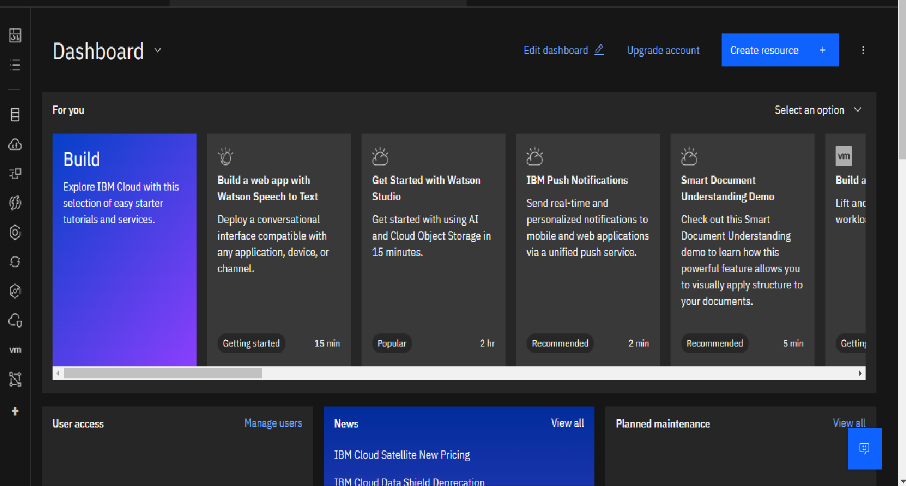 Dashboard
Edit dashboard
Upgrade account
Create resource +
For you
Select an option
Build
Explore IBM Cloud with this
selection of easy starter
tutorials and services.
Build a web app with
Watson Speech to Text
Deploy a conversational
interface compatible with
any application, device, or
channel.
Getting started
15 min
Get Started with Watson
Studio
Get started with using AI
and Cloud Object Storage in
15 minutes.
Popular
2 hr
IBM Push Notifications
Send real-time and
personalized notifications to
mobile and web applications
via a unified push service.
Recommended
2 min
Smart Document
Understanding Demo
Check out this Smart
Document Understanding
demo to learn how this
powerful feature allows you
to visually apply structure to
your documents.
Recommended
5 min
vm
Build a
Lift and
vm
User access
Manage users
News
View all
IBM Cloud Satellite New Pricing
IBM Cloud Data Shield Deprecation
Planned maintenance
View all